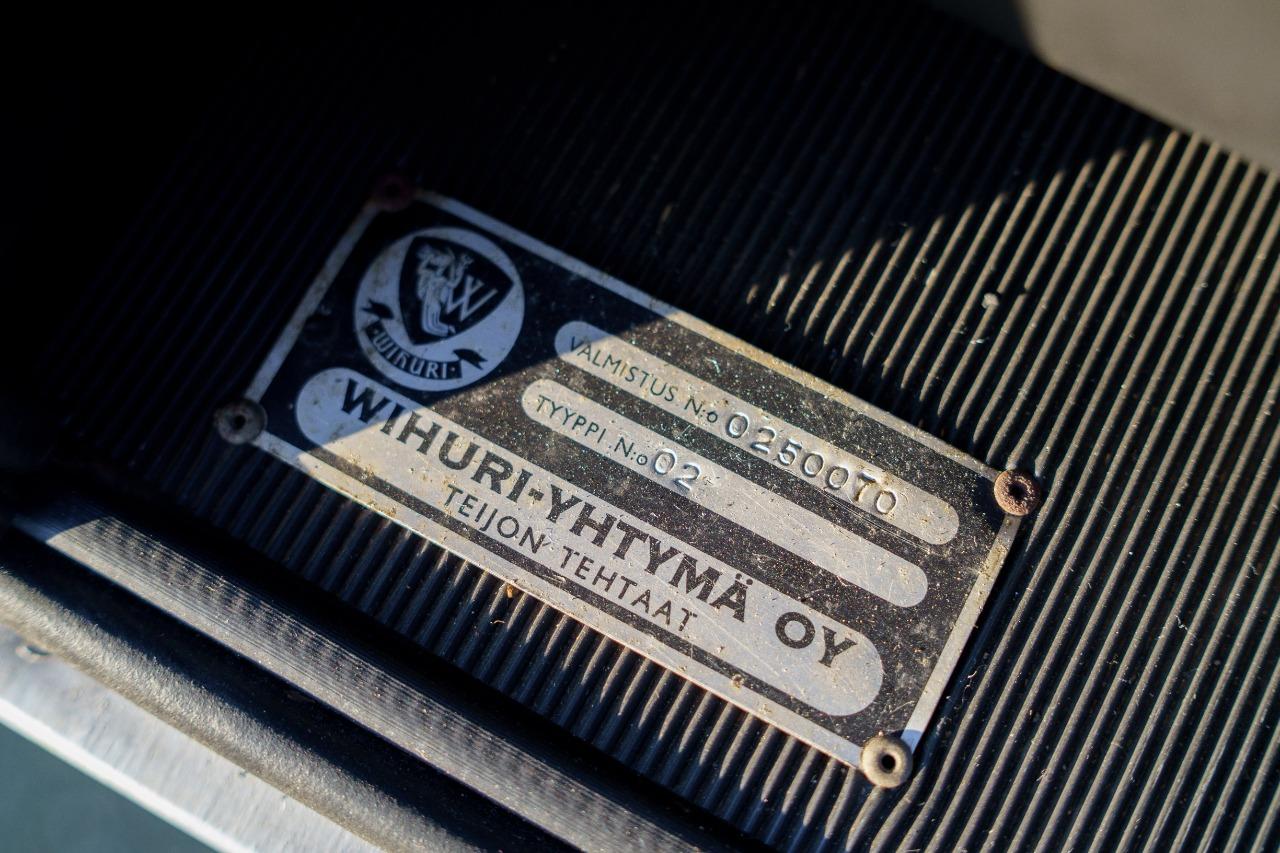 W
WIHURI
VALMISTUS N:o 0250070
TYYPPI N:o 02
WIHURI-YHTYMÄ OY
TEIJON TEHTAAT